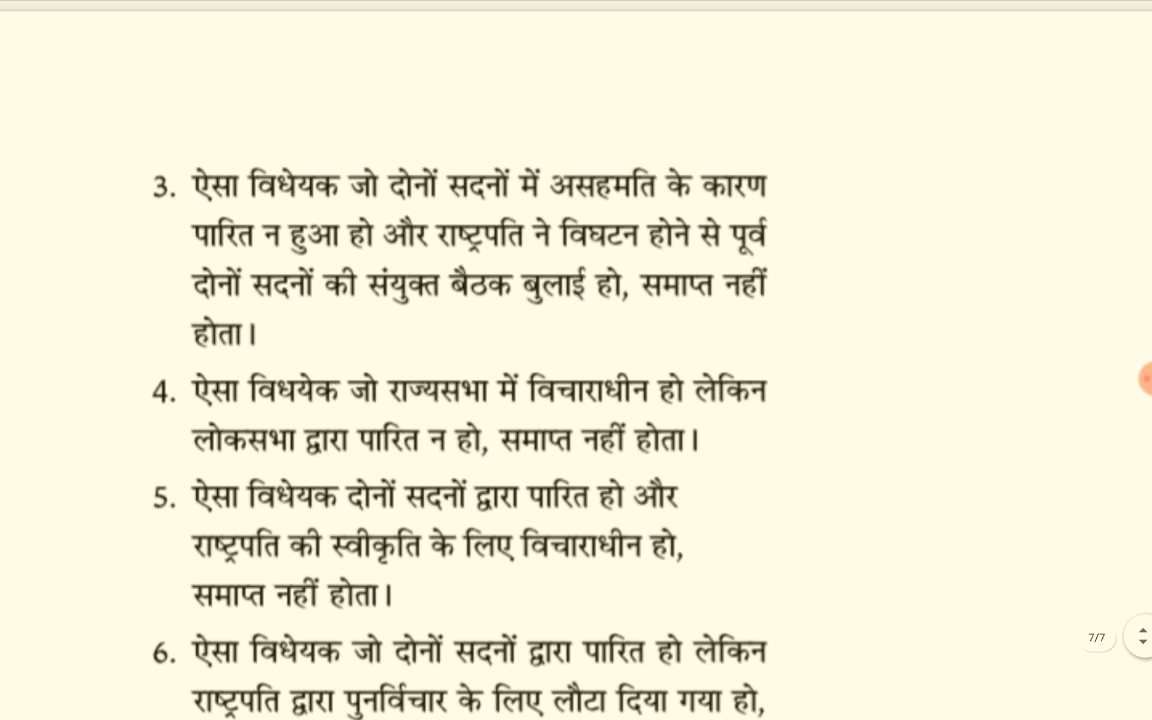 3. ऐसा विधेयक जो दोनों सदनों में असहमति के कारण
पारित न हुआ हो और राष्ट्रपति ने विघटन होने से पूर्व
दोनों सदनों की संयुक्त बैठक बुलाई हो, समाप्त नहीं
होता।
4. ऐसा विधयेक जो राज्यसभा में विचाराधीन हो लेकिन
लोकसभा द्वारा पारित न हो, समाप्त नहीं होता।
5. ऐसा विधेयक दोनों सदनों द्वारा पारित हो और
राष्ट्रपति की स्वीकृति के लिए विचाराधीन हो,
समाप्त नहीं होता।
6. ऐसा विधेयक जो दोनों सदनों द्वारा पारित हो लेकिन
राष्ट्रपति द्वारा पुनर्विचार के लिए लौटा दिया गया हो,
7/7